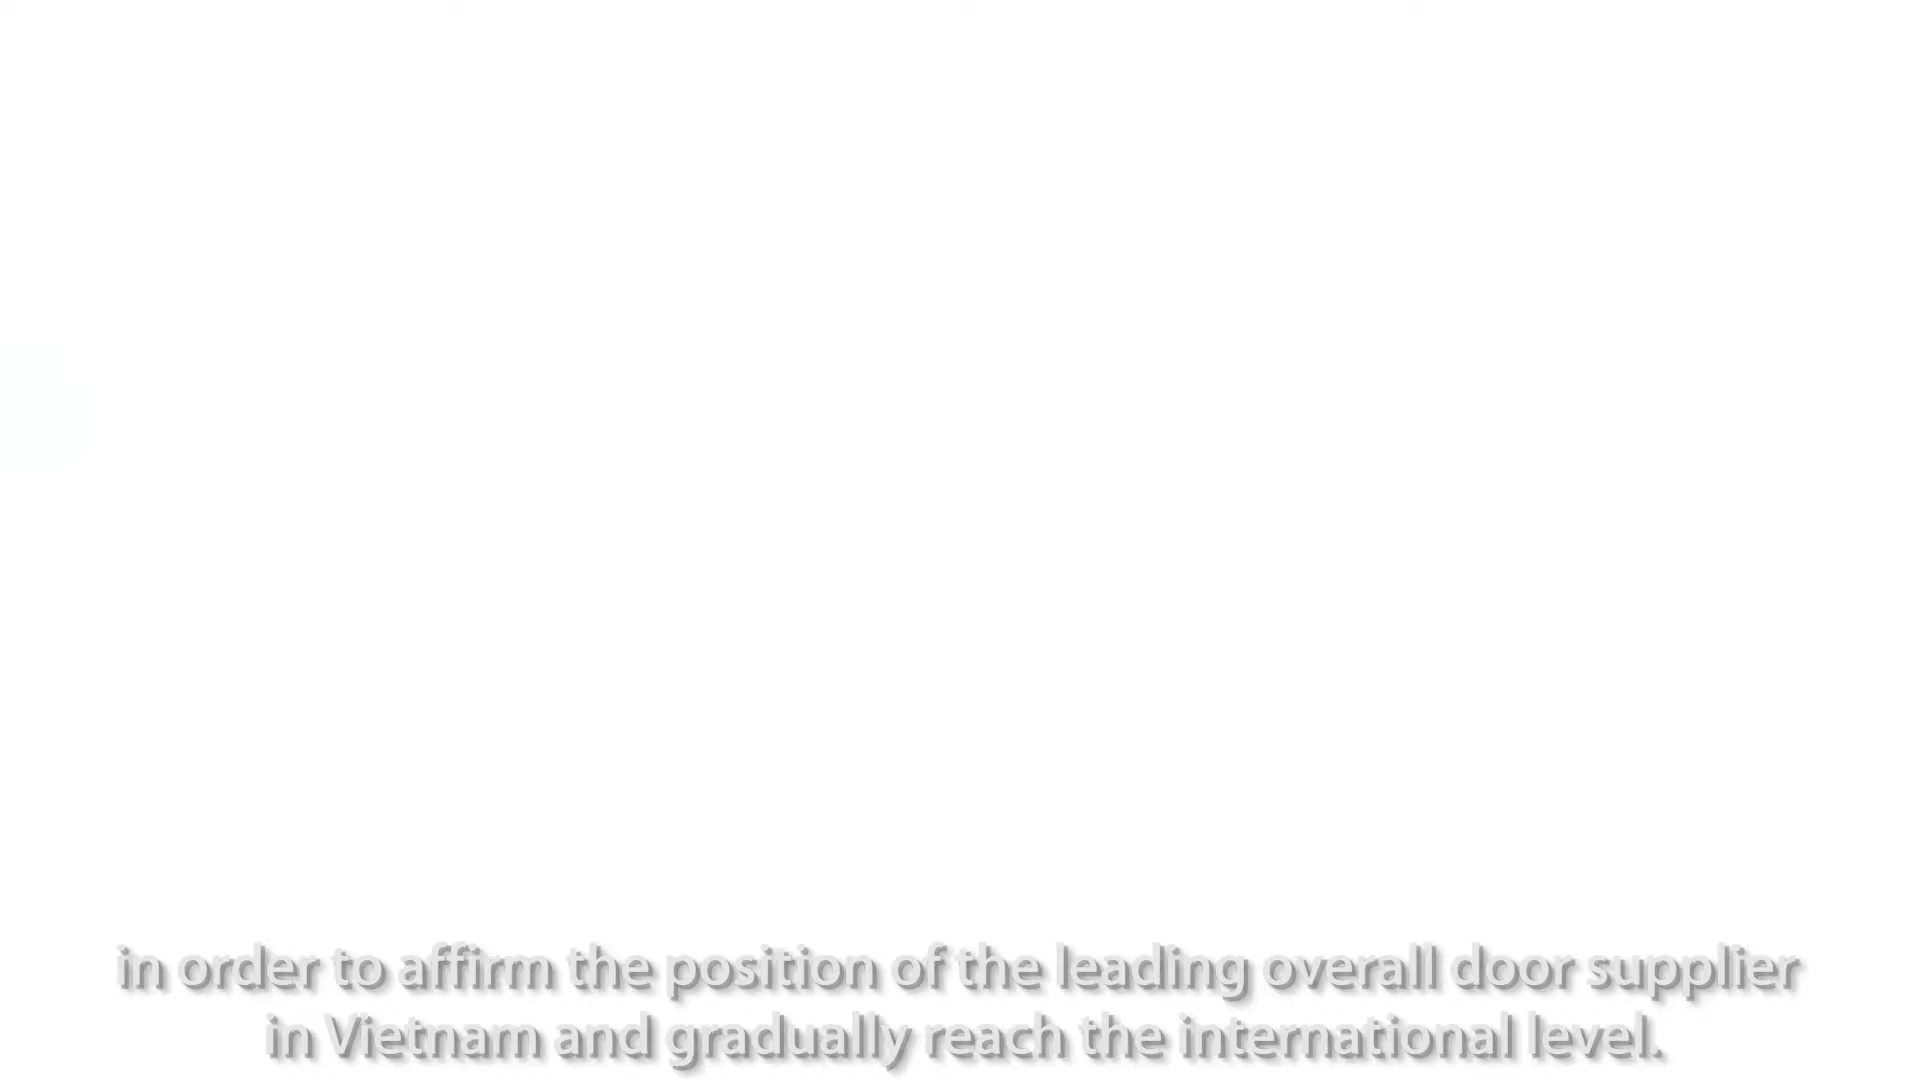 in order to affirm the position of the leading overall door supplier
in Vietnam and gradually reach the international level.